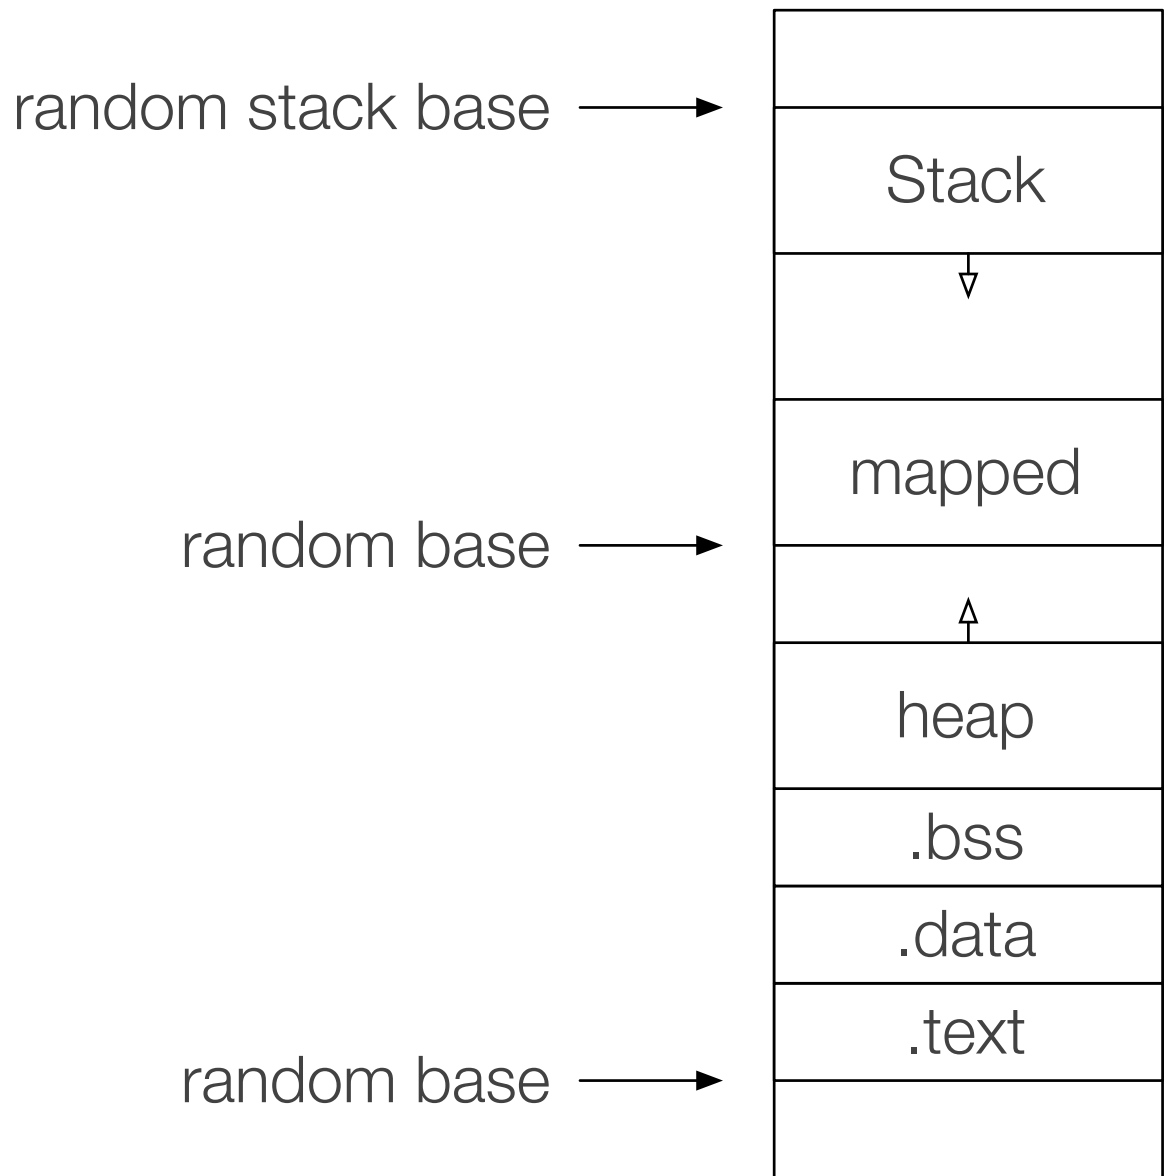 random stack base
Stack
mapped
random base
heap
.bss
.data
.text
random base